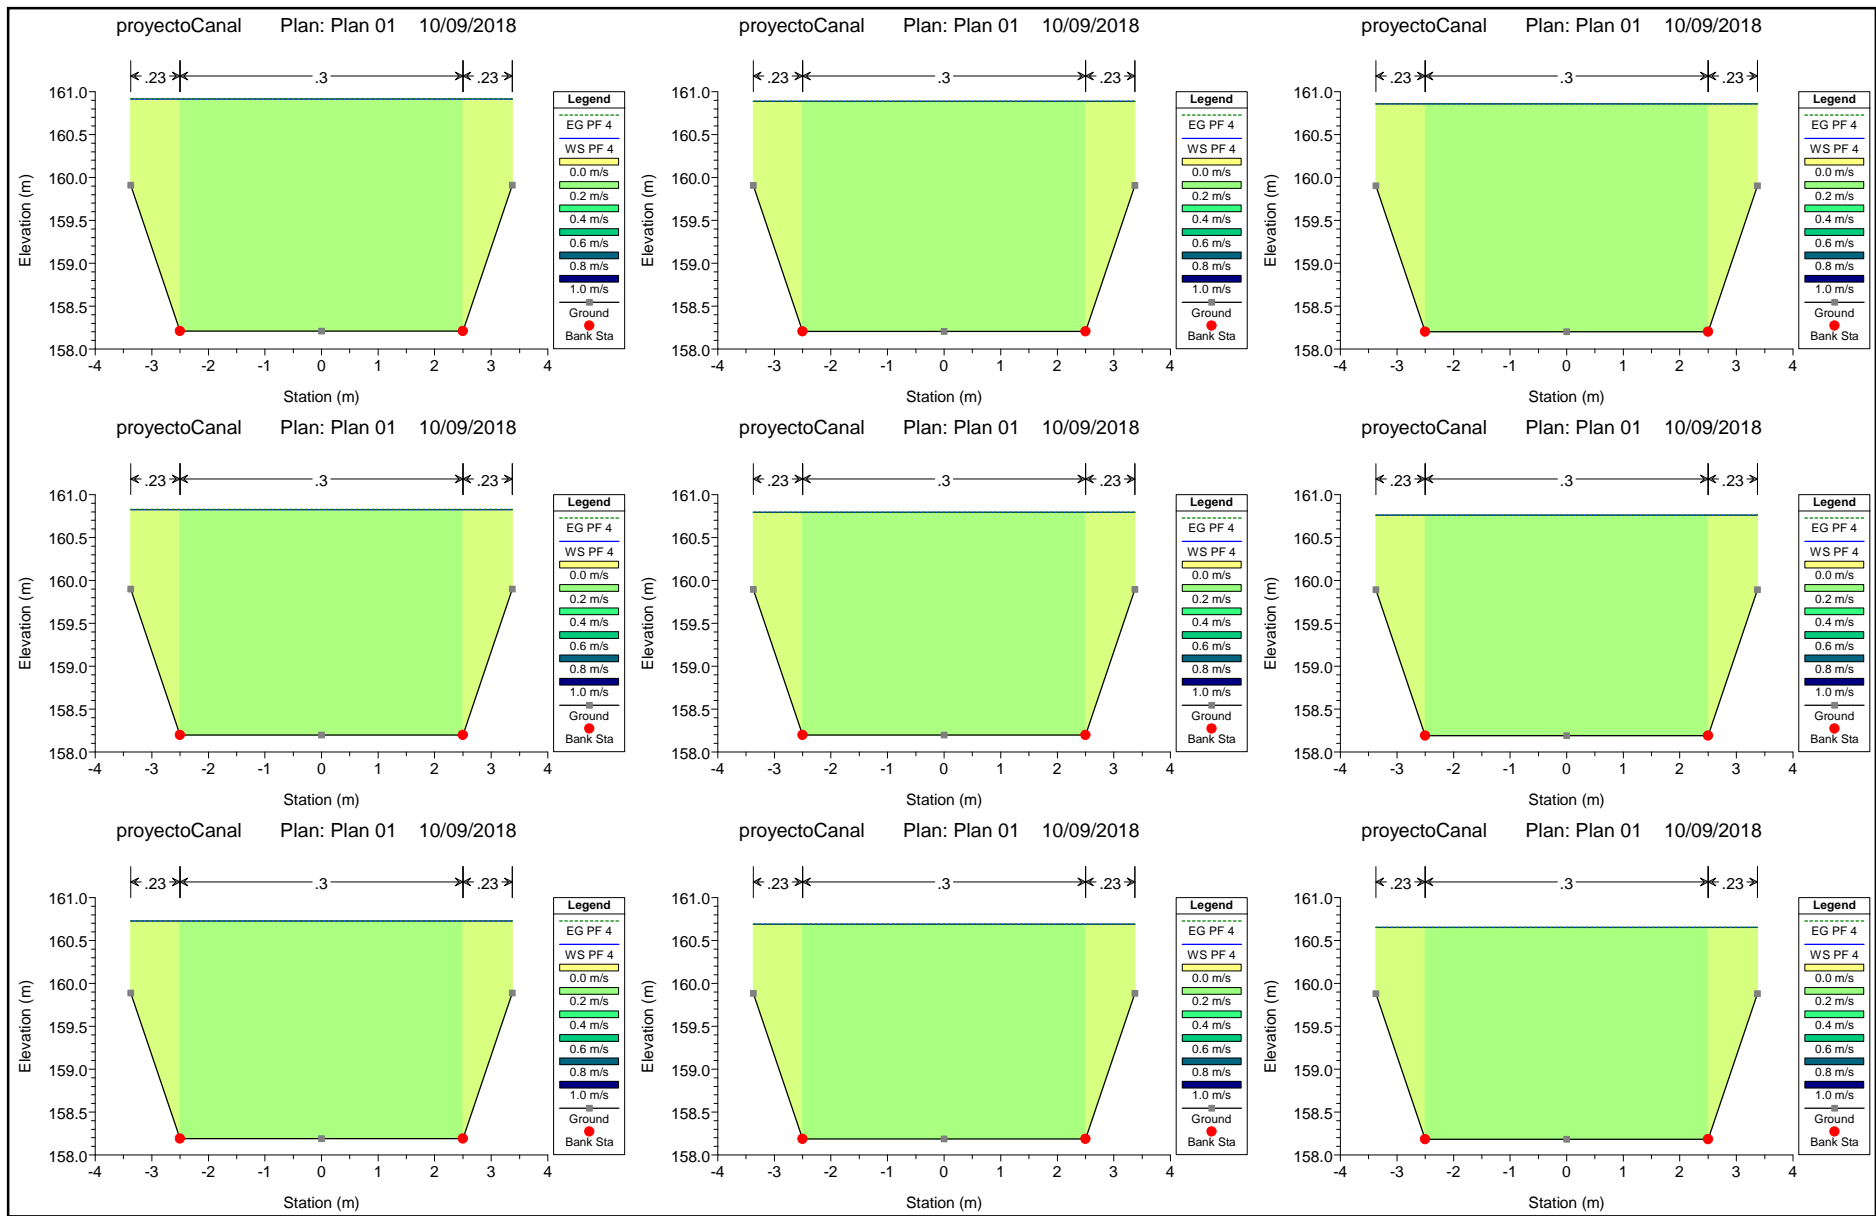 proyectoCanal Plan: Plan 01 10/09/2018
.23 .3 .23
161.0
160.5
160.0
159.5
159.0
158.5
158.0
Elevation (m)
-4 -3 -2 -1 0 1 2 3 4
Station (m)
Legend
EG PF 4
WS PF 4
0.0 m/s
0.2 m/s
0.4 m/s
0.6 m/s
0.8 m/s
1.0 m/s
Ground
Bank Sta
proyectoCanal Plan: Plan 01 10/09/2018
.23 .3 .23
161.0
160.5
160.0
159.5
159.0
158.5
158.0
Elevation (m)
-4 -3 -2 -1 0 1 2 3 4
Station (m)
Legend
EG PF 4
WS PF 4
0.0 m/s
0.2 m/s
0.4 m/s
0.6 m/s
0.8 m/s
1.0 m/s
Ground
Bank Sta
proyectoCanal Plan: Plan 01 10/09/2018
.23 .3 .23
161.0
160.5
160.0
159.5
159.0
158.5
158.0
Elevation (m)
-4 -3 -2 -1 0 1 2 3 4
Station (m)
Legend
EG PF 4
WS PF 4
0.0 m/s
0.2 m/s
0.4 m/s
0.6 m/s
0.8 m/s
1.0 m/s
Ground
Bank Sta
proyectoCanal Plan: Plan 01 10/09/2018
.23 .3 .23
161.0
160.5
160.0
159.5
159.0
158.5
158.0
Elevation (m)
-4 -3 -2 -1 0 1 2 3 4
Station (m)
Legend
EG PF 4
WS PF 4
0.0 m/s
0.2 m/s
0.4 m/s
0.6 m/s
0.8 m/s
1.0 m/s
Ground
Bank Sta
proyectoCanal Plan: Plan 01 10/09/2018
.23 .3 .23
161.0
160.5
160.0
159.5
159.0
158.5
158.0
Elevation (m)
-4 -3 -2 -1 0 1 2 3 4
Station (m)
Legend
EG PF 4
WS PF 4
0.0 m/s
0.2 m/s
0.4 m/s
0.6 m/s
0.8 m/s
1.0 m/s
Ground
Bank Sta
proyectoCanal Plan: Plan 01 10/09/2018
.23 .3 .23
161.0
160.5
160.0
159.5
159.0
158.5
158.0
Elevation (m)
-4 -3 -2 -1 0 1 2 3 4
Station (m)
Legend
EG PF 4
WS PF 4
0.0 m/s
0.2 m/s
0.4 m/s
0.6 m/s
0.8 m/s
1.0 m/s
Ground
Bank Sta
proyectoCanal Plan: Plan 01 10/09/2018
.23 .3 .23
161.0
160.5
160.0
159.5
159.0
158.5
158.0
Elevation (m)
-4 -3 -2 -1 0 1 2 3 4
Station (m)
Legend
EG PF 4
WS PF 4
0.0 m/s
0.2 m/s
0.4 m/s
0.6 m/s
0.8 m/s
1.0 m/s
Ground
Bank Sta
proyectoCanal Plan: Plan 01 10/09/2018
.23 .3 .23
161.0
160.5
160.0
159.5
159.0
158.5
158.0
Elevation (m)
-4 -3 -2 -1 0 1 2 3 4
Station (m)
Legend
EG PF 4
WS PF 4
0.0 m/s
0.2 m/s
0.4 m/s
0.6 m/s
0.8 m/s
1.0 m/s
Ground
Bank Sta
proyectoCanal Plan: Plan 01 10/09/2018
.23 .3 .23
161.0
160.5
160.0
159.5
159.0
158.5
158.0
Elevation (m)
-4 -3 -2 -1 0 1 2 3 4
Station (m)
Legend
EG PF 4
WS PF 4
0.0 m/s
0.2 m/s
0.4 m/s
0.6 m/s
0.8 m/s
1.0 m/s
Ground
Bank Sta